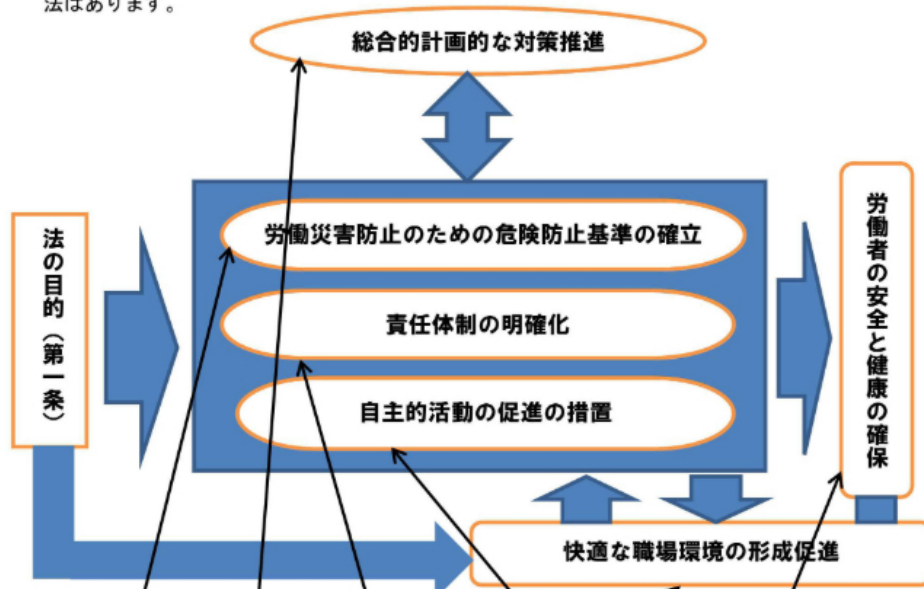 法はあります。
総合的計画的な対策推進
法の目的（第一条）
労働災害防止のための危険防止基準の確立
責任体制の明確化
自主的活動の促進の措置
労働者の安全と健康の確保
快適な職場環境の形成促進